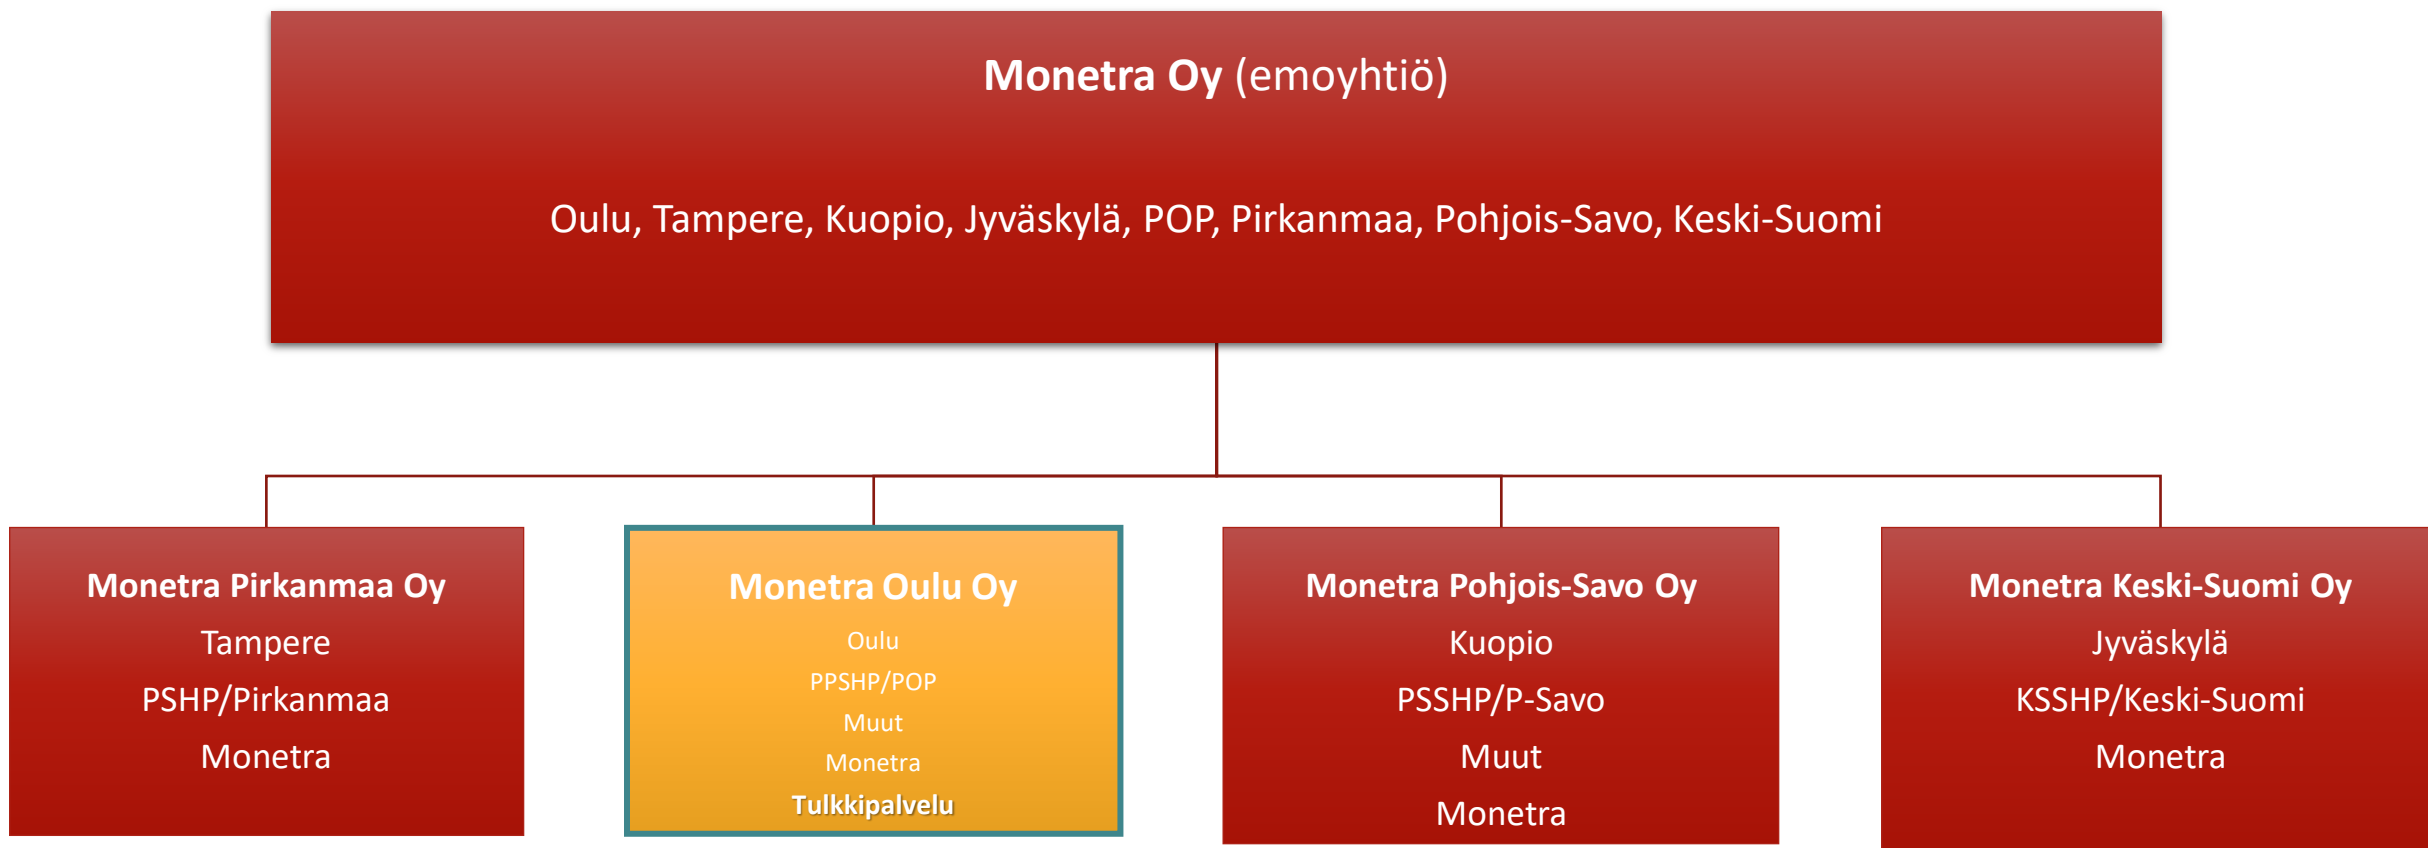 Monetra Oy (emoyhtiö)
Oulu, Tampere, Kuopio, Jyväskylä, POP, Pirkanmaa, Pohjois-Savo, Keski-Suomi
Monetra Pirkanmaa Oy
Tampere
PSHP/Pirkanmaa
Monetra
Monetra Oulu Oy
Oulu
PPSHP/POP
Muut
Monetra
Tulkkipalvelu
Monetra Pohjois-Savo Oy
Kuopio
PSSHP/P-Savo
Muut
Monetra
Monetra Keski-Suomi Oy
Jyväskylä
KSSHP/Keski-Suomi
Monetra